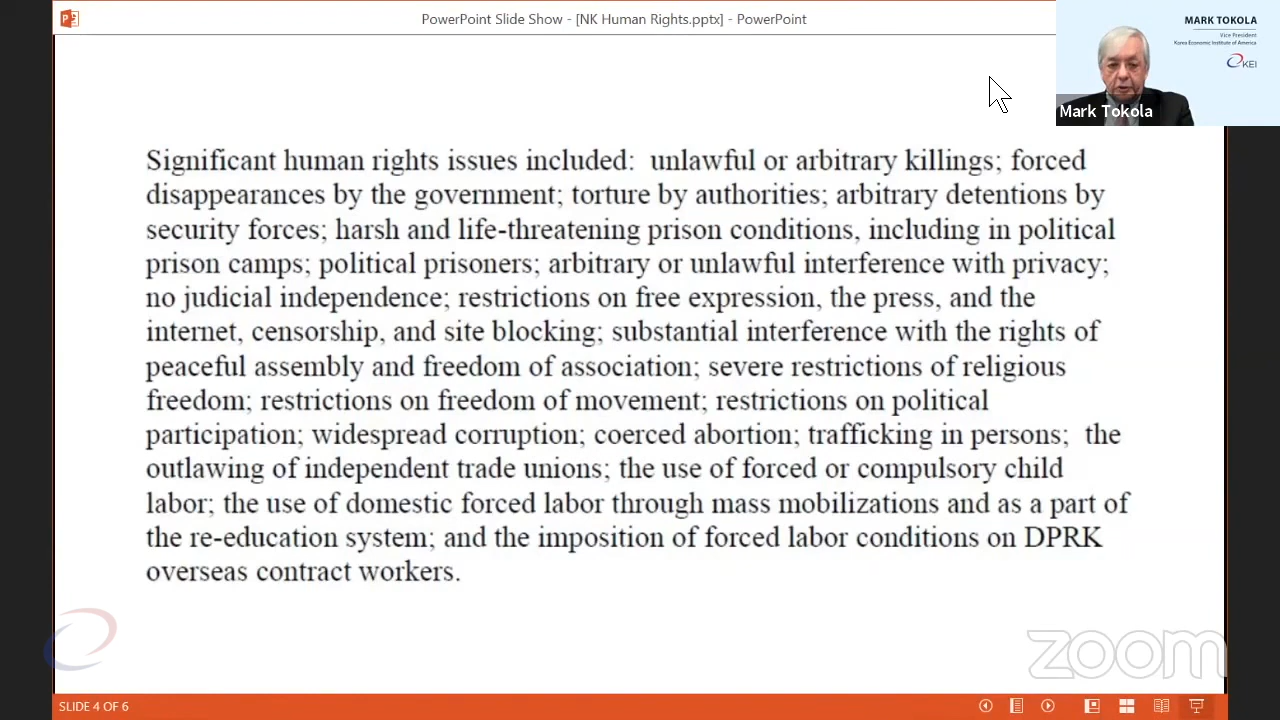 PowerPoint Slide Show - [NK Human Rights.pptx] - PowerPoint
MARK TOKOLA
Vice President
Korea Economic Institute of America
KEI
Mark Tokola
Significant human rights issues included:  unlawful or arbitrary killings; forced
disappearances by the government; torture by authorities; arbitrary detentions by
security forces; harsh and life-threatening prison conditions, including in political
prison camps; political prisoners; arbitrary or unlawful interference with privacy;
no judicial independence; restrictions on free expression, the press, and the
internet, censorship, and site blocking; substantial interference with the rights of
peaceful assembly and freedom of association; severe restrictions of religious
freedom; restrictions on freedom of movement; restrictions on political
participation; widespread corruption; coerced abortion; trafficking in persons;  the
outlawing of independent trade unions; the use of forced or compulsory child
labor; the use of domestic forced labor through mass mobilizations and as a part of
the re-education system; and the imposition of forced labor conditions on DPRK
overseas contract workers.
zoom
SLIDE 4 OF 6